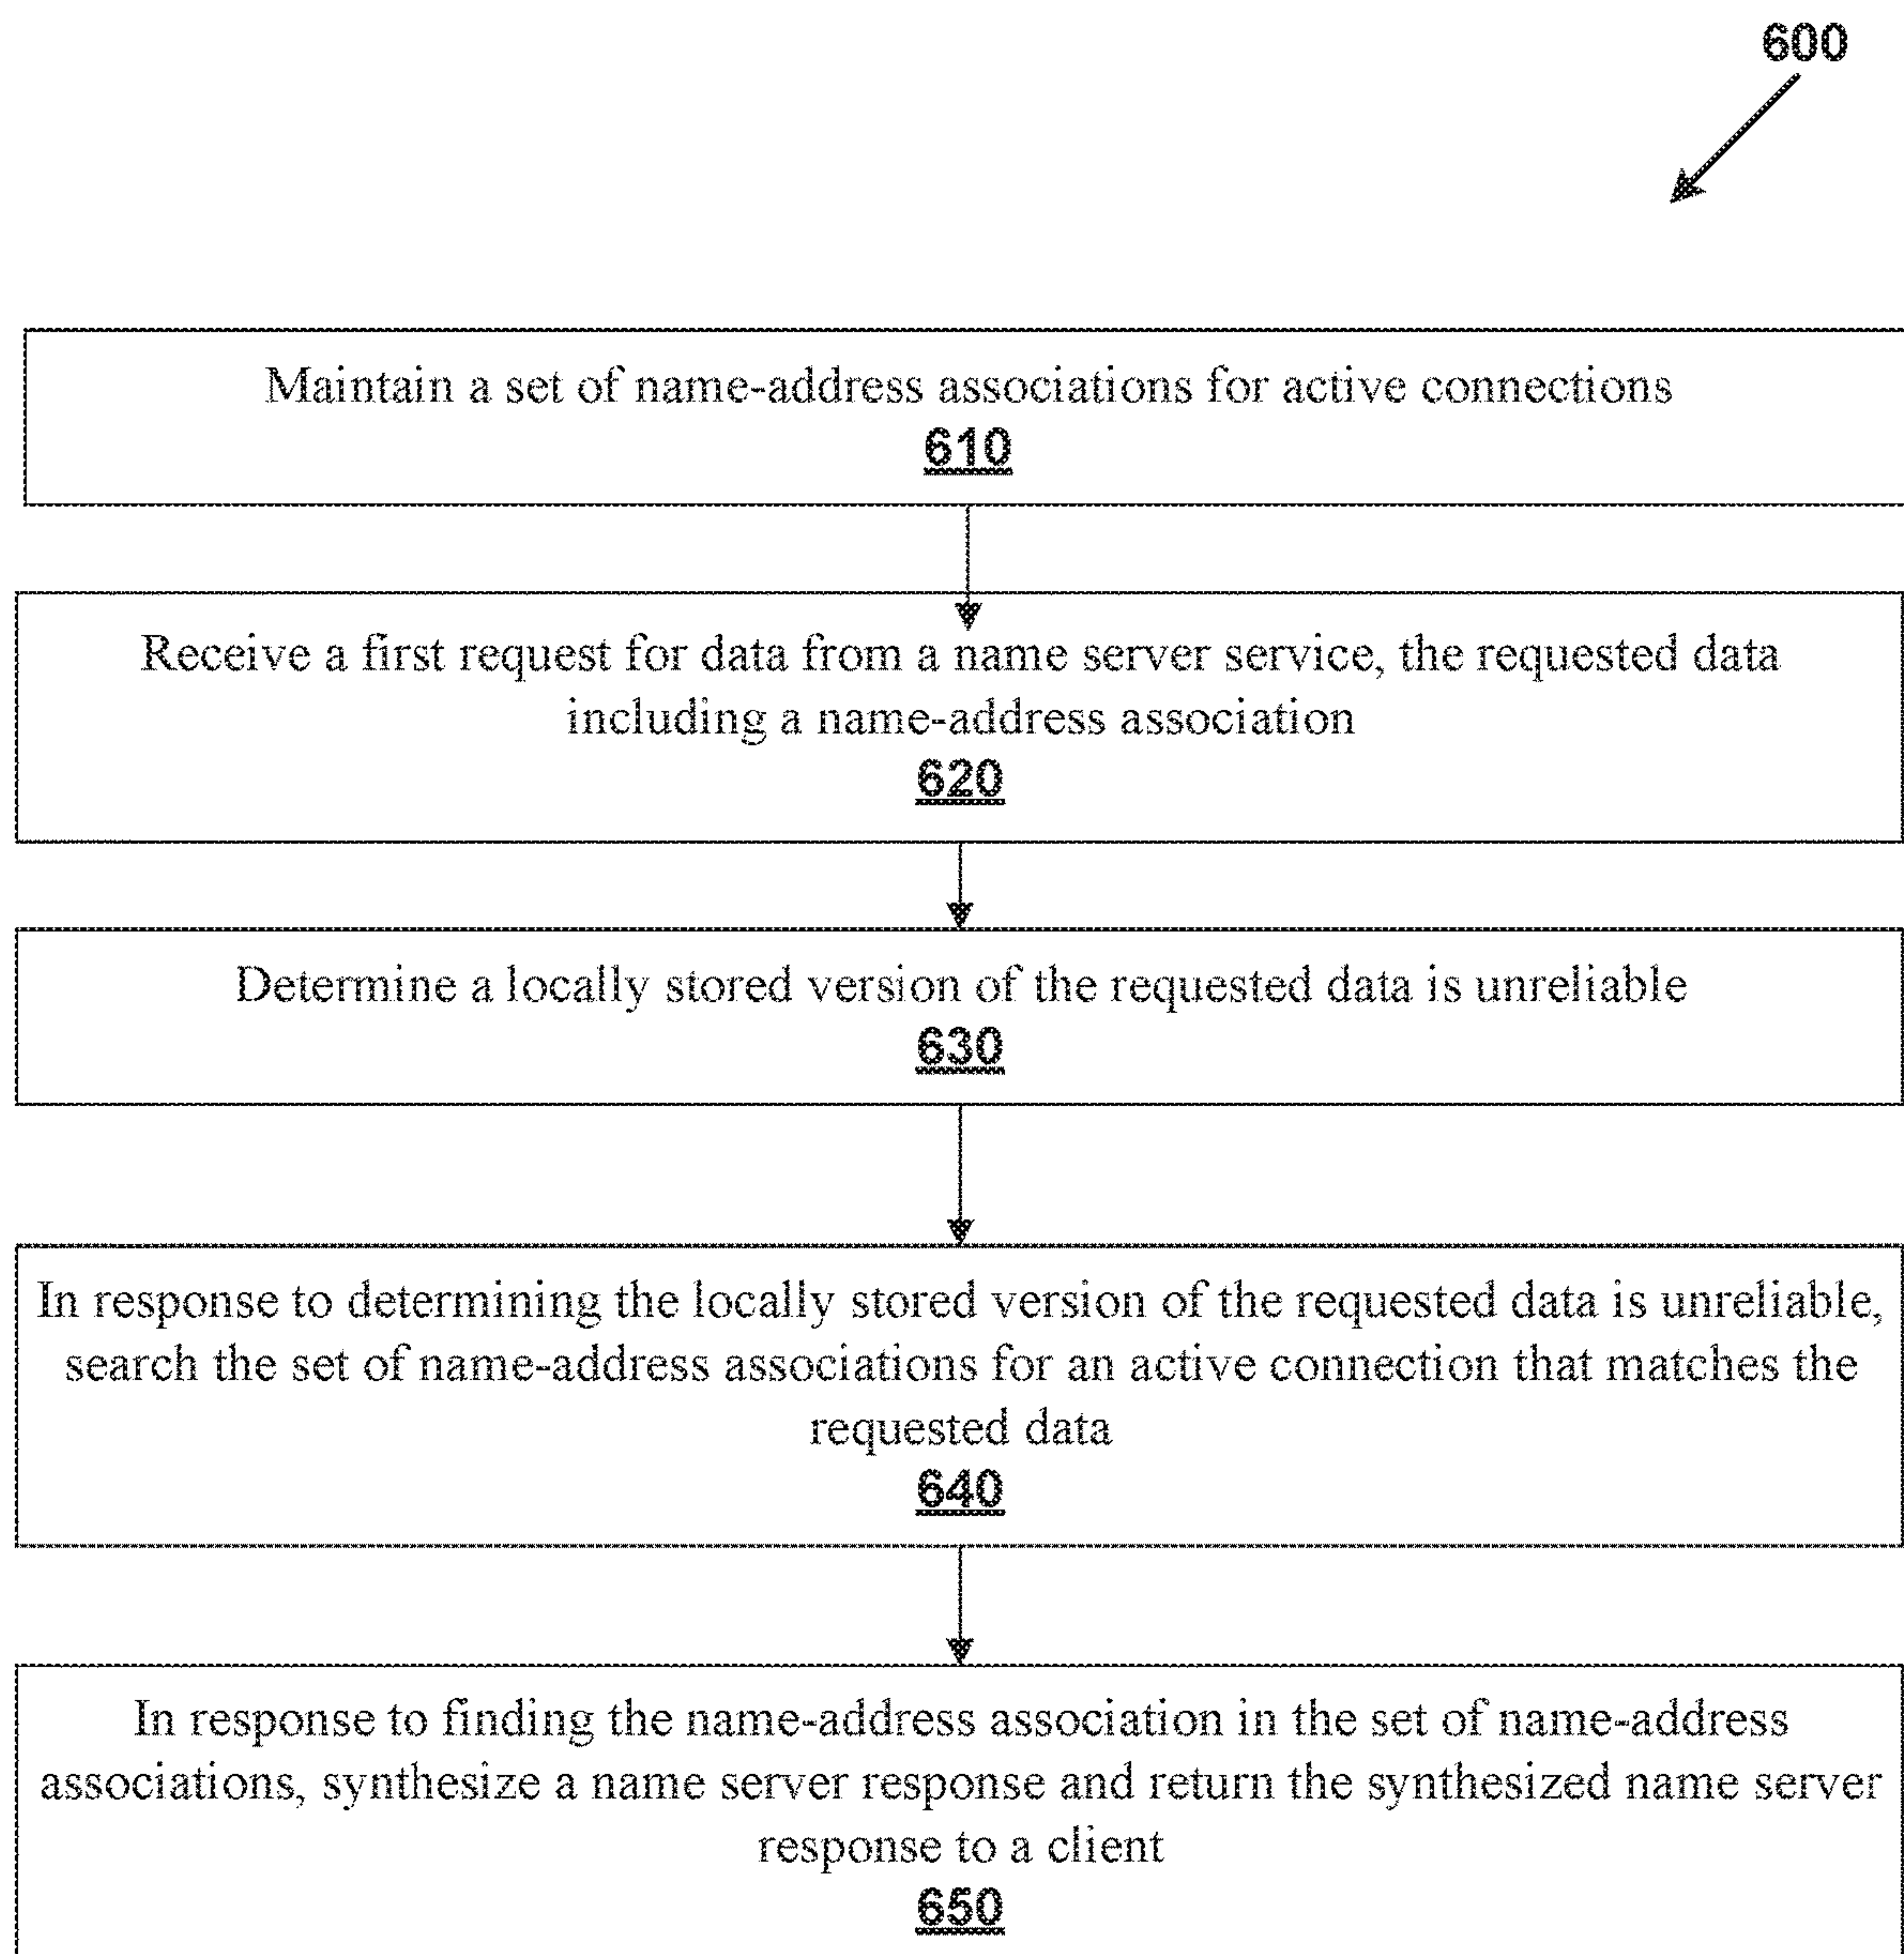 600
Maintain a set of name-address associations for active connections
610
Receive a first request for data from a name server service, the requested data
including a name-address association
620
Determine a locally stored version of the requested data is unreliable
630
In response to determining the locally stored version of the requested data is unreliable,
search the set of name-address associations for an active connection that matches the
requested data
640
In response to finding the name-address association in the set of name-address
associations, synthesize a name server response and return the synthesized name server
response to a client
650